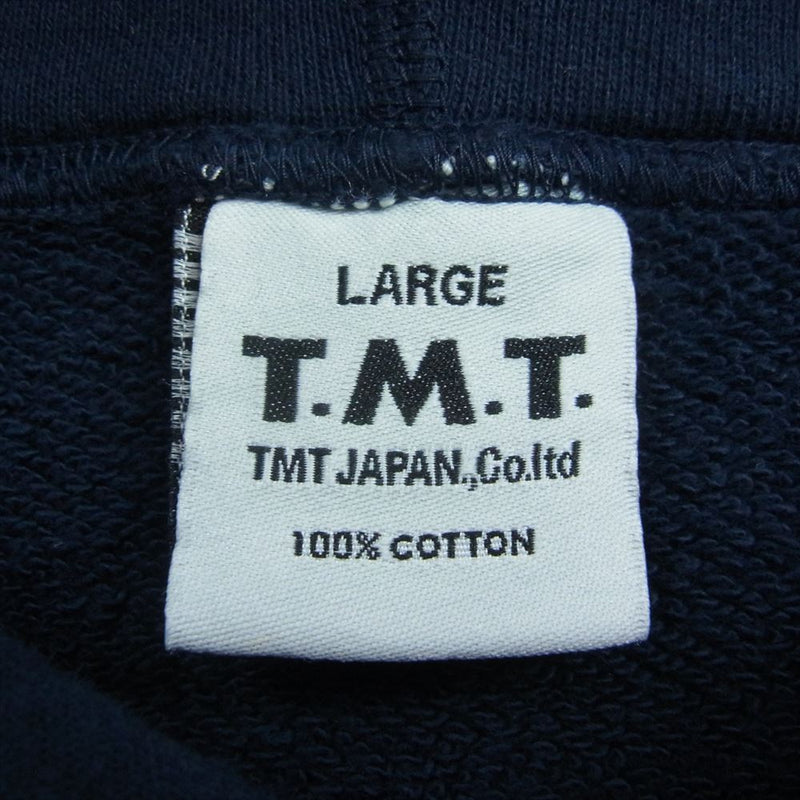 LARGE
T.M.T.
TMT JAPAN.,Co.ltd
100% COTTON